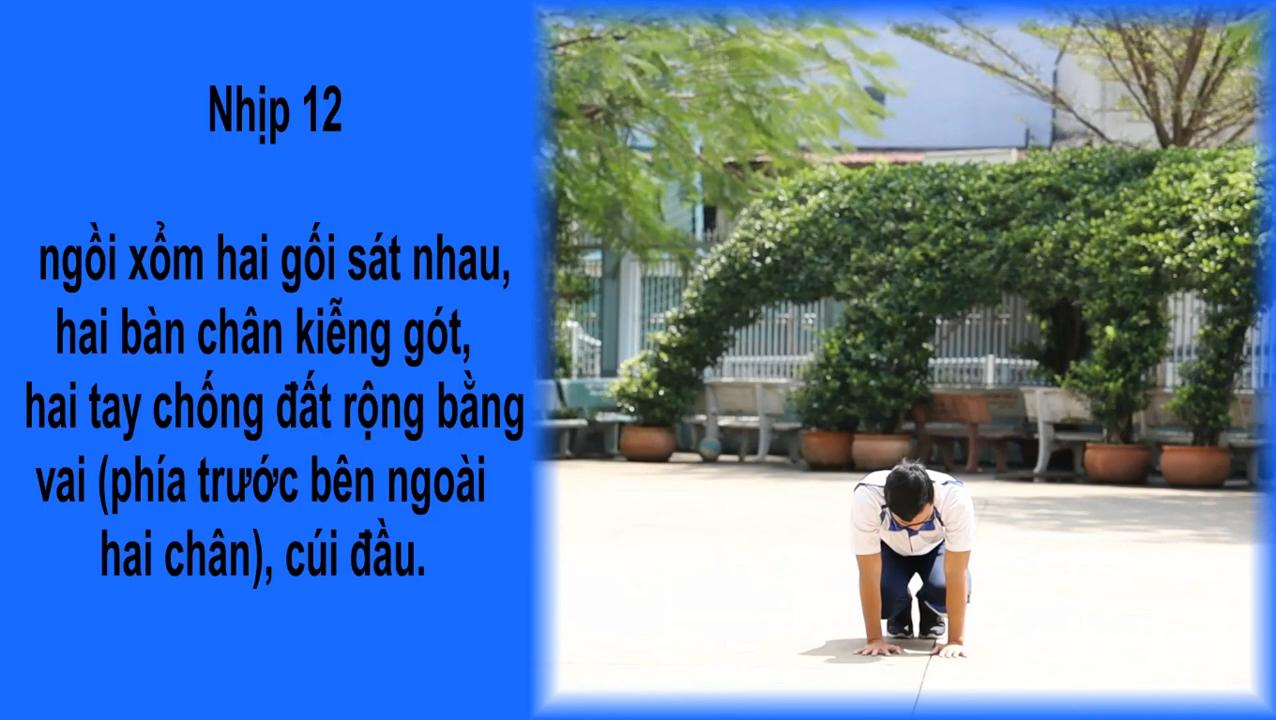 Nhịp 12
ngồi xổm hai gối sát nhau,
hai bàn chân kiễng gót,
hai tay chống đất rộng bằng
vai (phía trước bên ngoài
hai chân), cúi đầu.